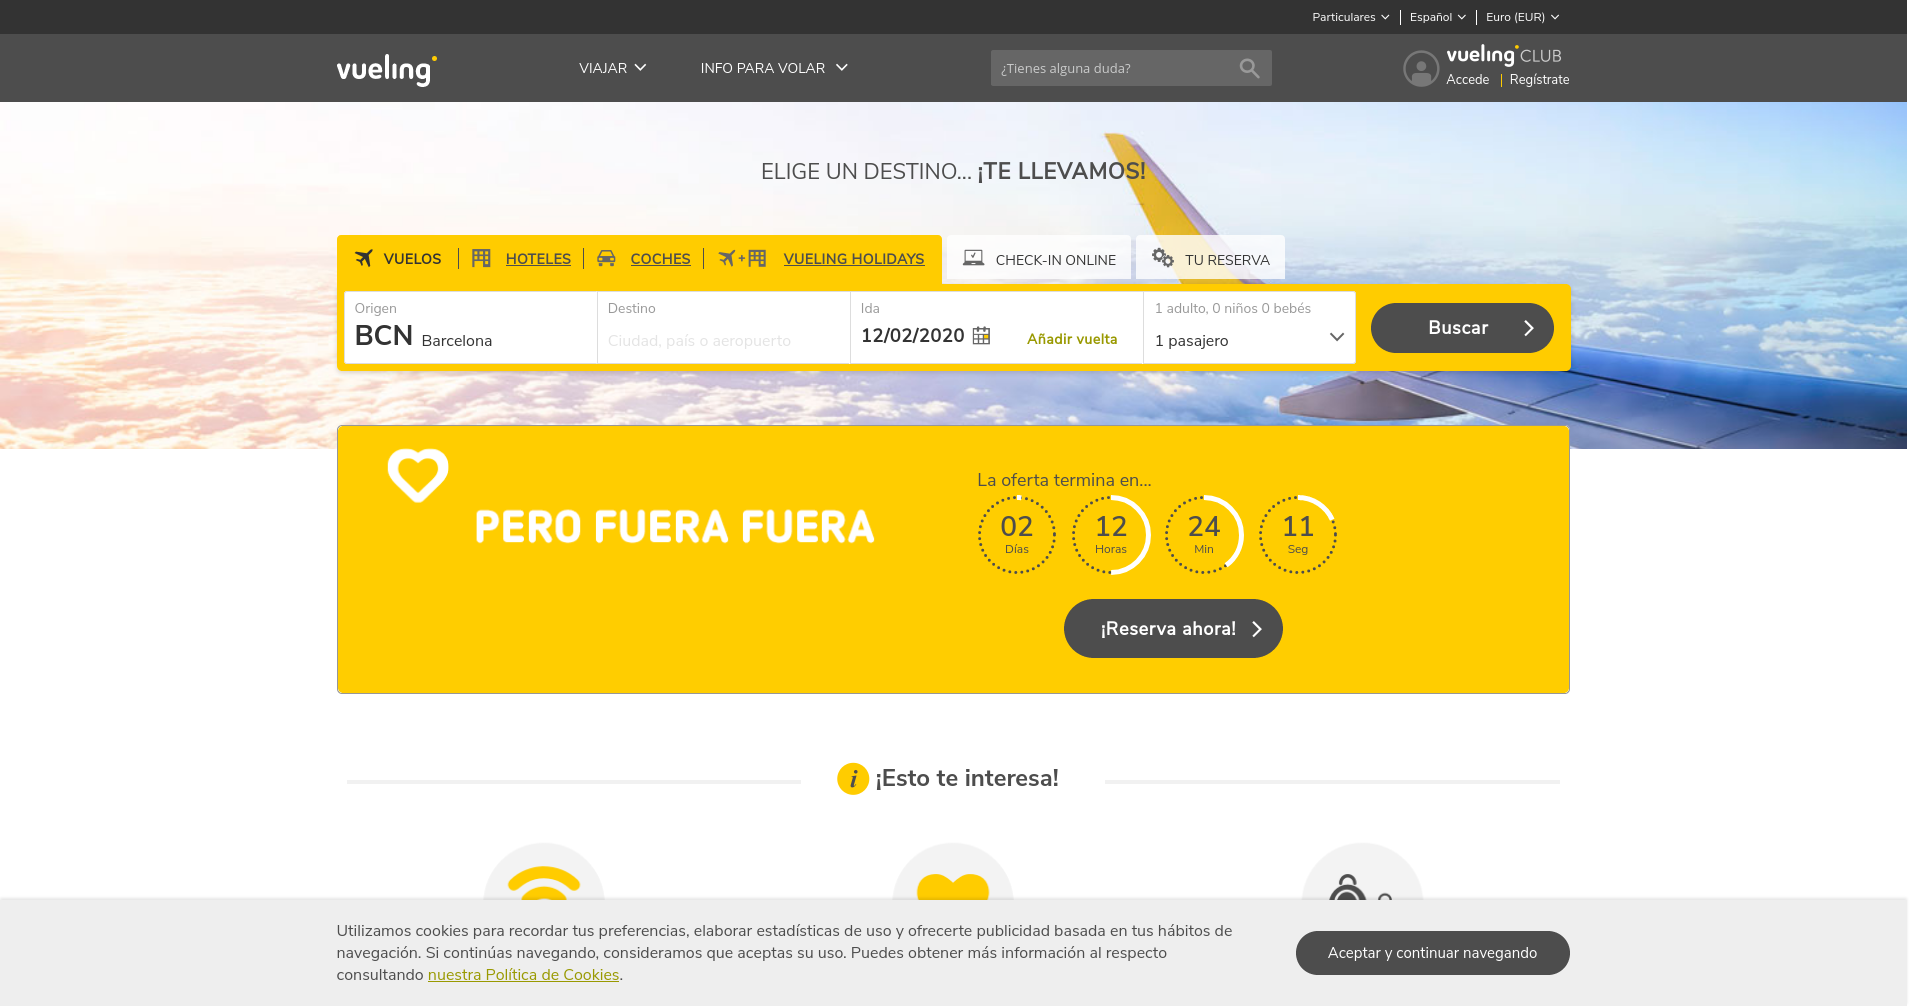 Particulares
Español
Euro (EUR)
vueling
VIAJAR
INFO PARA VOLAR
¿Tienes alguna duda?
vueling CLUB
Accede | Regístrate
ELIGE UN DESTINO... ¡TE LLEVAMOS!
VUELOS
HOTELES
COCHES
+
VUELING HOLIDAYS
CHECK-IN ONLINE
TU RESERVA
Origen
BCN Barcelona
Destino
Ciudad, país o aeropuerto
Ida
12/02/2020
Añadir vuelta
1 adulto, 0 niños 0 bebés
1 pasajero
Buscar
PERO FUERA FUERA
La oferta termina en...
02 12 24 11
Días Horas Min Seg
¡Reserva ahora!
i ¡Esto te interesa!
Utilizamos cookies para recordar tus preferencias, elaborar estadísticas de uso y ofrecerte publicidad basada en tus hábitos de
navegación. Si continúas navegando, consideramos que aceptas su uso. Puedes obtener más información al respecto
consultando nuestra Política de Cookies.
Aceptar y continuar navegando